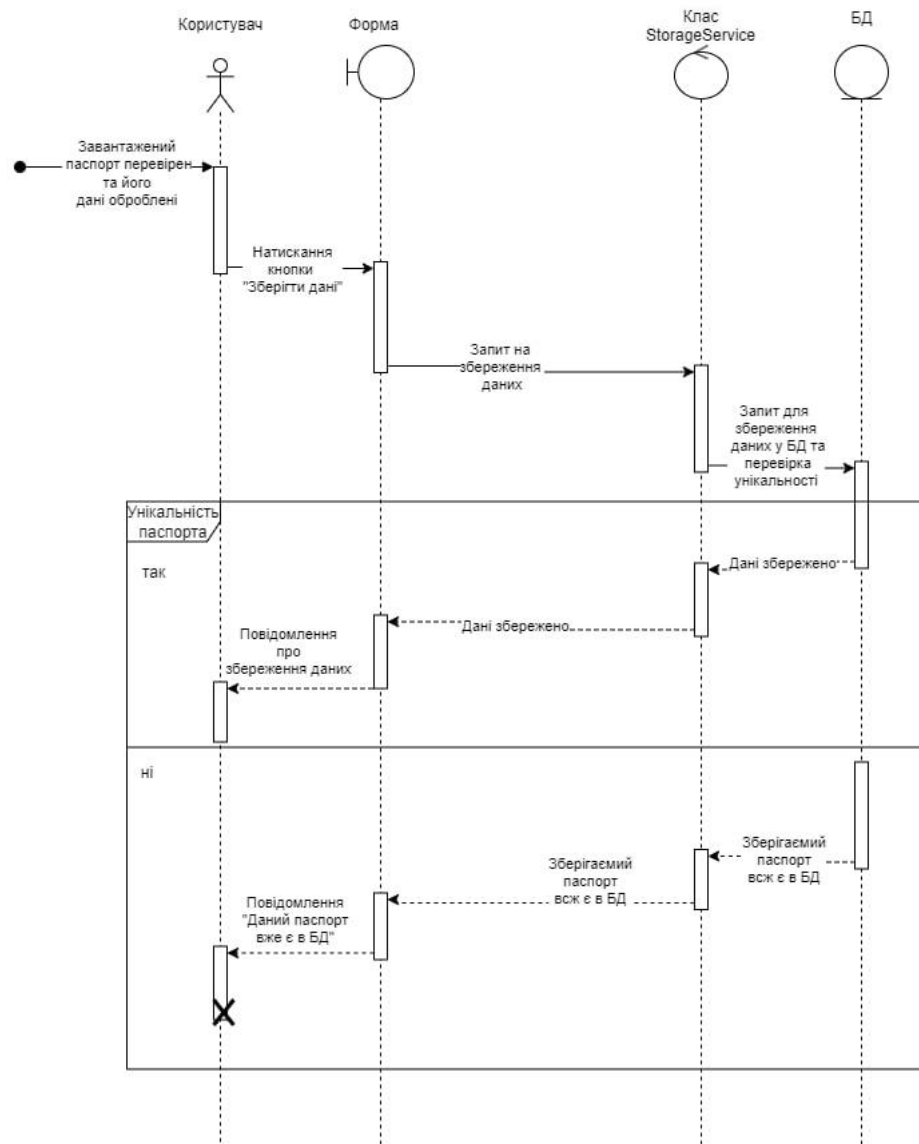 Користувач
Форма
Клас
StorageService
БД
Завантажений
паспорт перевірен
та його
дані оброблені
Натискання
кнопки
"Зберігти дані"
Запит на
збереження
даних
Запит для
збереження
даних у БД та
перевірка
унікальності
Унікальність
паспорта
так
Дані збережено
Дані збережено
Повідомлення
про
збереження даних
ні
Зберігаємий
паспорт
всж є в БД
Зберігаємий
паспорт
всж є в БД
Повідомлення
"Даний паспорт
вже є в БД"